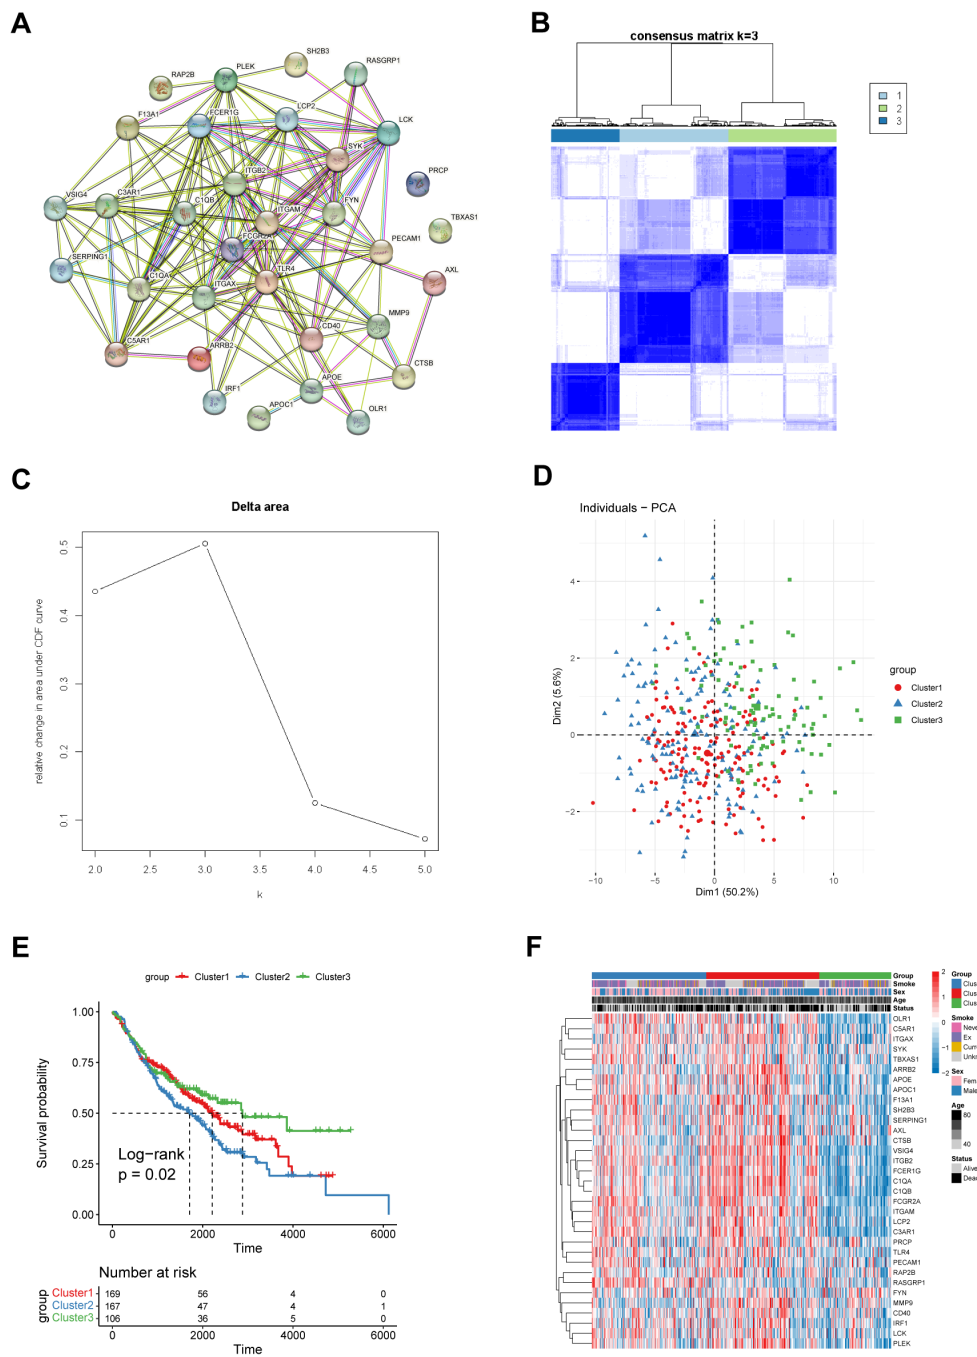 A
SH2B3
PLEK
RASGRP1
RAP2B
F13A1
FCER1G
LCP2
LCK
SYK
PRCP
ITGB2
VSIG4
C3AR1
C1QB
ITGAM
FYN
TBXAS1
FCGR2A
PECAM1
SERPING1
C1QA
ITGAX
TLR4
AXL
MMP9
CD40
C5AR1
ARRB2
CTSB
APOE
IRF1
APOC1
OLR1
B
consensus matrix k=3
1
2
3
C
Delta area
relative change in area under CDF curve
0.5
0.4
0.3
0.2
0.1
2.0 2.5 3.0 3.5 4.0 4.5 5.0
k
D
Individuals − PCA
Dim2 (5.6%)
4
2
0
−2
−10 −5 0 5 10
Dim1 (50.2%)
group
Cluster1
Cluster2
Cluster3
E
group Cluster1 Cluster2 Cluster3
Survival probability
1.00
0.75
0.50
0.25
0.00
Log−rank
p = 0.02
0 2000 4000 6000
Time
Number at risk
group
Cluster1 169 56 4 0
Cluster2 167 47 4 1
Cluster3 106 36 5 0
0 2000 4000 6000
Time
F
Group
Smoke
Sex
Age
Status
OLR1
C5AR1
ITGAX
SYK
TBXAS1
ARRB2
APOE
APOC1
F13A1
SH2B3
SERPING1
AXL
CTSB
VSIG4
ITGB2
FCER1G
C1QA
C1QB
FCGR2A
ITGAM
LCP2
C3AR1
PRCP
TLR4
PECAM1
RAP2B
RASGRP1
FYN
MMP9
CD40
IRF1
LCK
PLEK
2
1
0
−1
−2
Group
Clus
Clus
Clus
Smoke
Neve
Ex
Curr
Unkn
Sex
Fem
Male
Age
80
40
Status
Alive
Dead